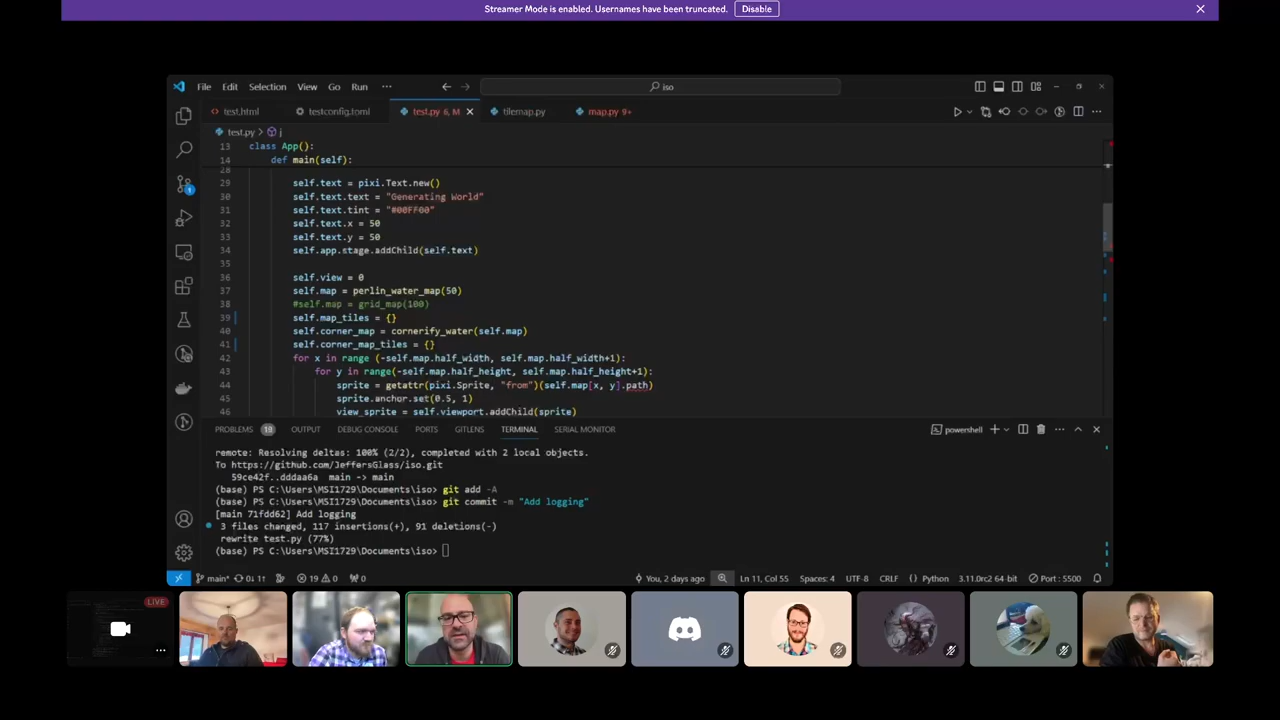 Streamer Mode is enabled. Usernames have been truncated. Disable
File Edit Selection View Go Run ... iso
test.html testconfig.toml test.py 6, M tilemap.py map.py 9+
test.py > j
13 class App():
14 def main(self):
28
29 self.text = pixi.Text.new()
30 self.text.text = "Generating World"
31 self.text.tint = "#00FF00"
32 self.text.x = 50
33 self.text.y = 50
34 self.app.stage.addChild(self.text)
35
36 self.view = 0
37 self.map = perlin_water_map(50)
38 #self.map = grid_map(100)
39 self.map_tiles = {}
40 self.corner_map = cornerify_water(self.map)
41 self.corner_map_tiles = {}
42 for x in range (-self.map.half_width, self.map.half_width+1):
43 for y in range(-self.map.half_height, self.map.half_height+1):
44 sprite = getattr(pixi.Sprite, "from")(self.map[x, y].path)
45 sprite.anchor.set(0.5, 1)
46 view_sprite = self.viewport.addChild(sprite)
PROBLEMS 19 OUTPUT DEBUG CONSOLE PORTS GITLENS TERMINAL SERIAL MONITOR powershell
remote: Resolving deltas: 100% (2/2), completed with 2 local objects.
To https://github.com/JeffersGlass/iso.git
59ce42f..dddaa6a main -> main
(base) PS C:\Users\MSI1729\Documents\iso> git add -A
(base) PS C:\Users\MSI1729\Documents\iso> git commit -m "Add logging"
[main 71fdd62] Add logging
3 files changed, 117 insertions(+), 91 deletions(-)
rewrite test.py (77%)
(base) PS C:\Users\MSI1729\Documents\iso>
main* 0↓ 1↑ 19 0 0 You, 2 days ago Ln 11, Col 55 Spaces: 4 UTF-8 CRLF Python 3.11.0rc2 64-bit Port : 5500
LIVE